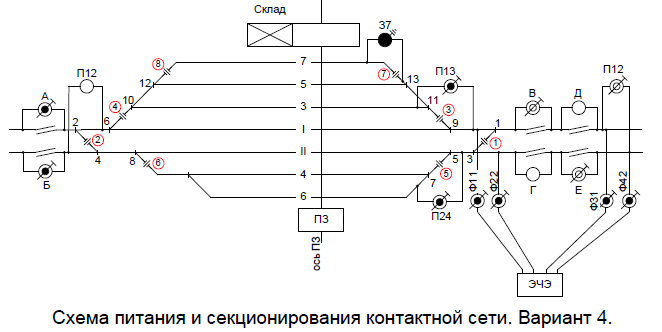 Склад
З7
8
7
П12
П13
П12
7
А
12
5
13
В
Д
4
10
3
11
3
2
6
I
9
1
2
II
1
4
8
6
5
3
Б
4
7
5
Г
Е
6
Ф11
Ф22
Ф31
Ф42
П24
ПЗ
ось ПЗ
ЭЧЭ
Схема питания и секционирования контактной сети. Вариант 4.